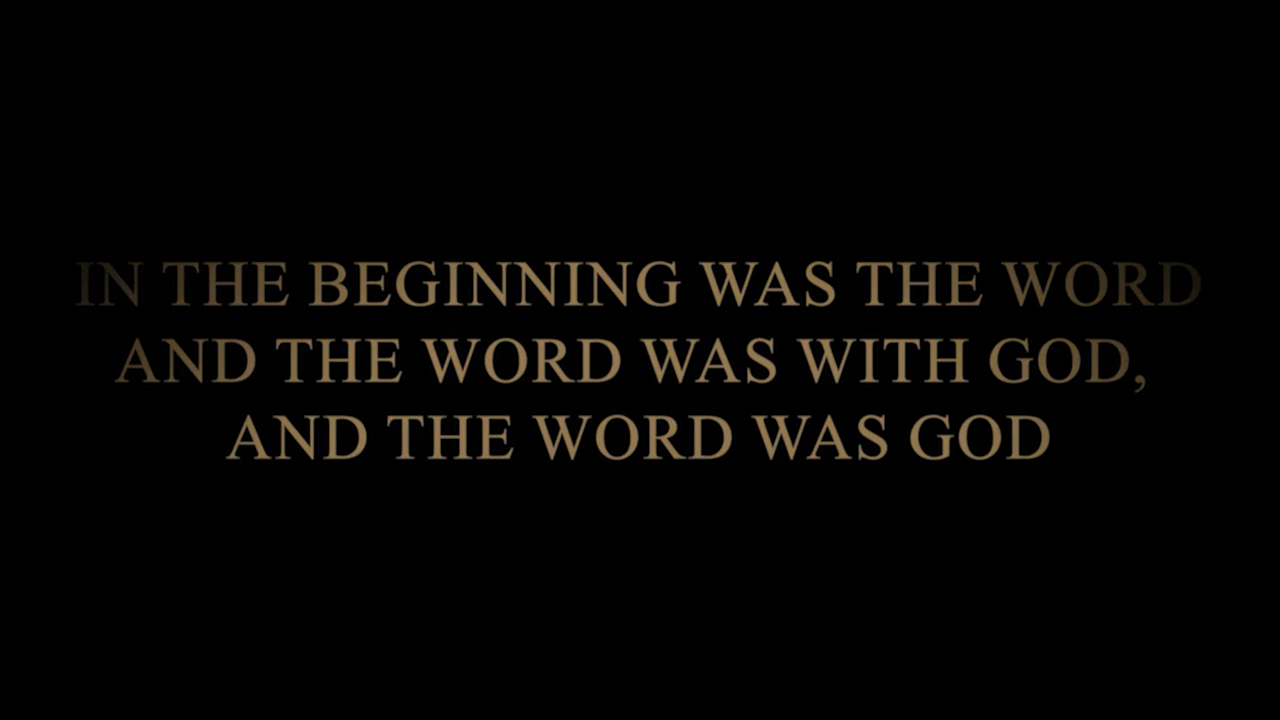 IN THE BEGINNING WAS THE WORD
AND THE WORD WAS WITH GOD,
AND THE WORD WAS GOD